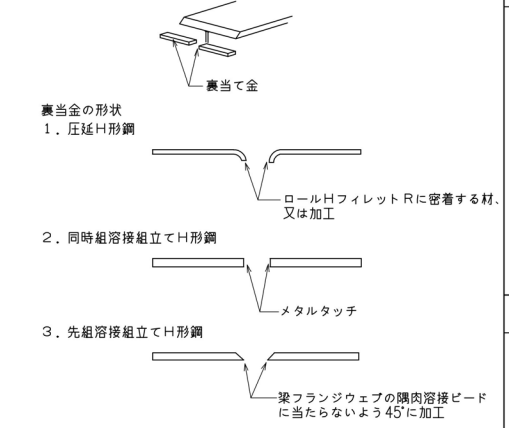 裏当て金
裏当金の形状
1．圧延H形鋼
ロールHフィレットRに密着する材、
又は加工
2．同時組溶接組立てH形鋼
メタルタッチ
3．先組溶接組立てH形鋼
梁フランジウェブの隅肉溶接ビード
に当たらないよう45°に加工